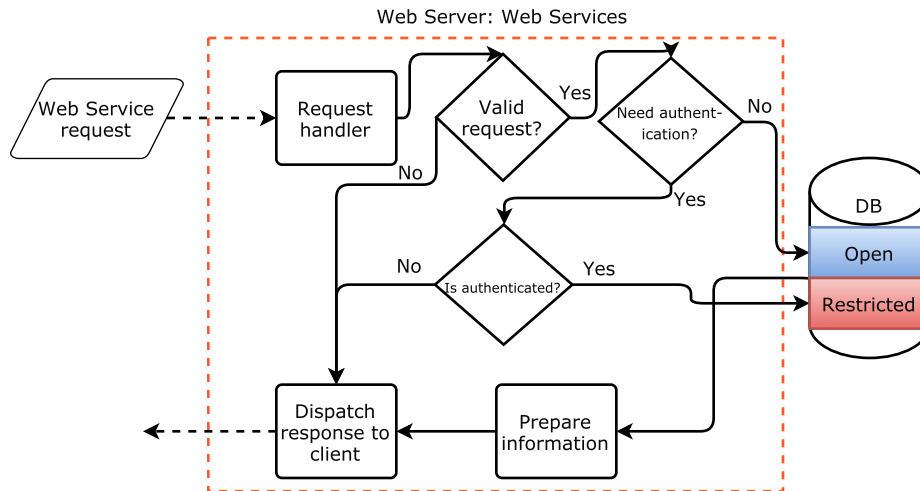 Web Server: Web Services
Web Service
request
Request
handler
Valid
request?
Yes
Need authent-
ication?
No
No
Yes
DB
Open
Restricted
No
Is authenticated?
Yes
Dispatch
response to
client
Prepare
information